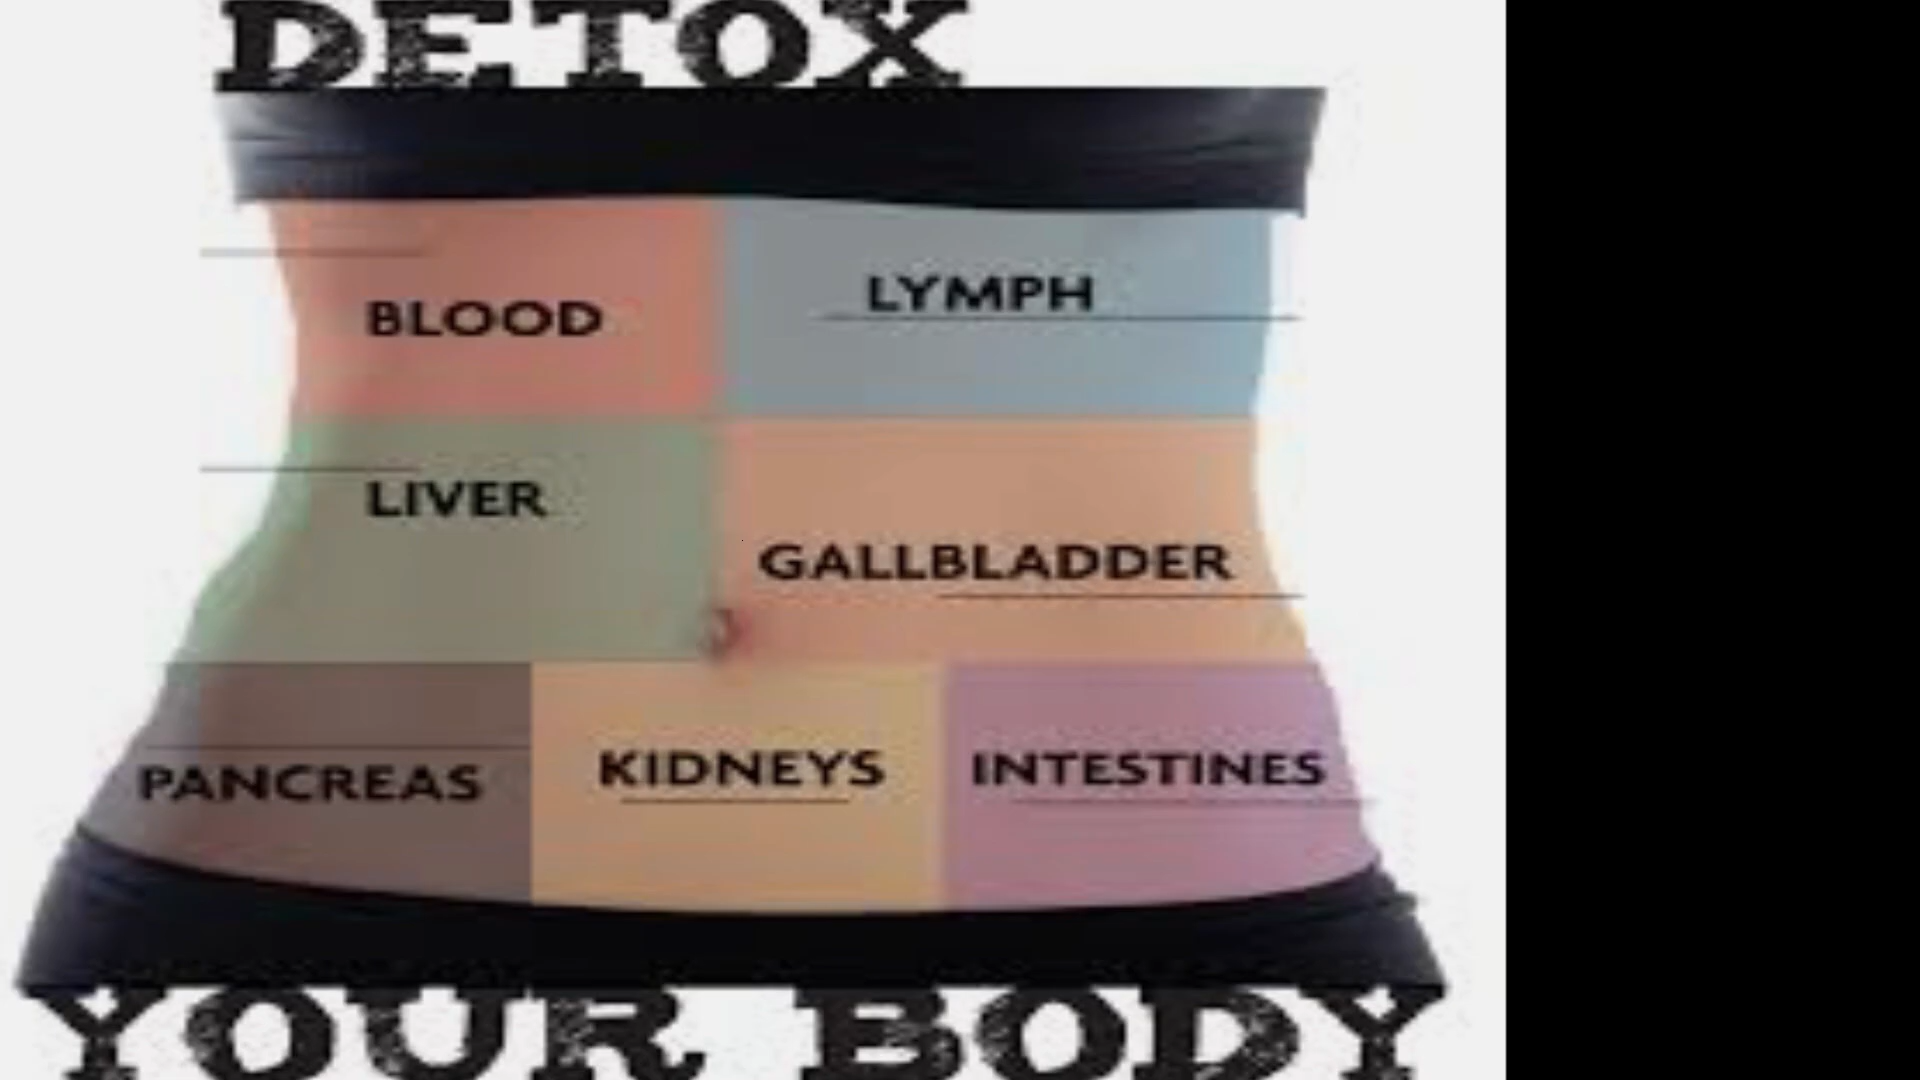 DETOX
BLOOD
LYMPH
LIVER
GALLBLADDER
PANCREAS
KIDNEYS
INTESTINES
YOUR BODY